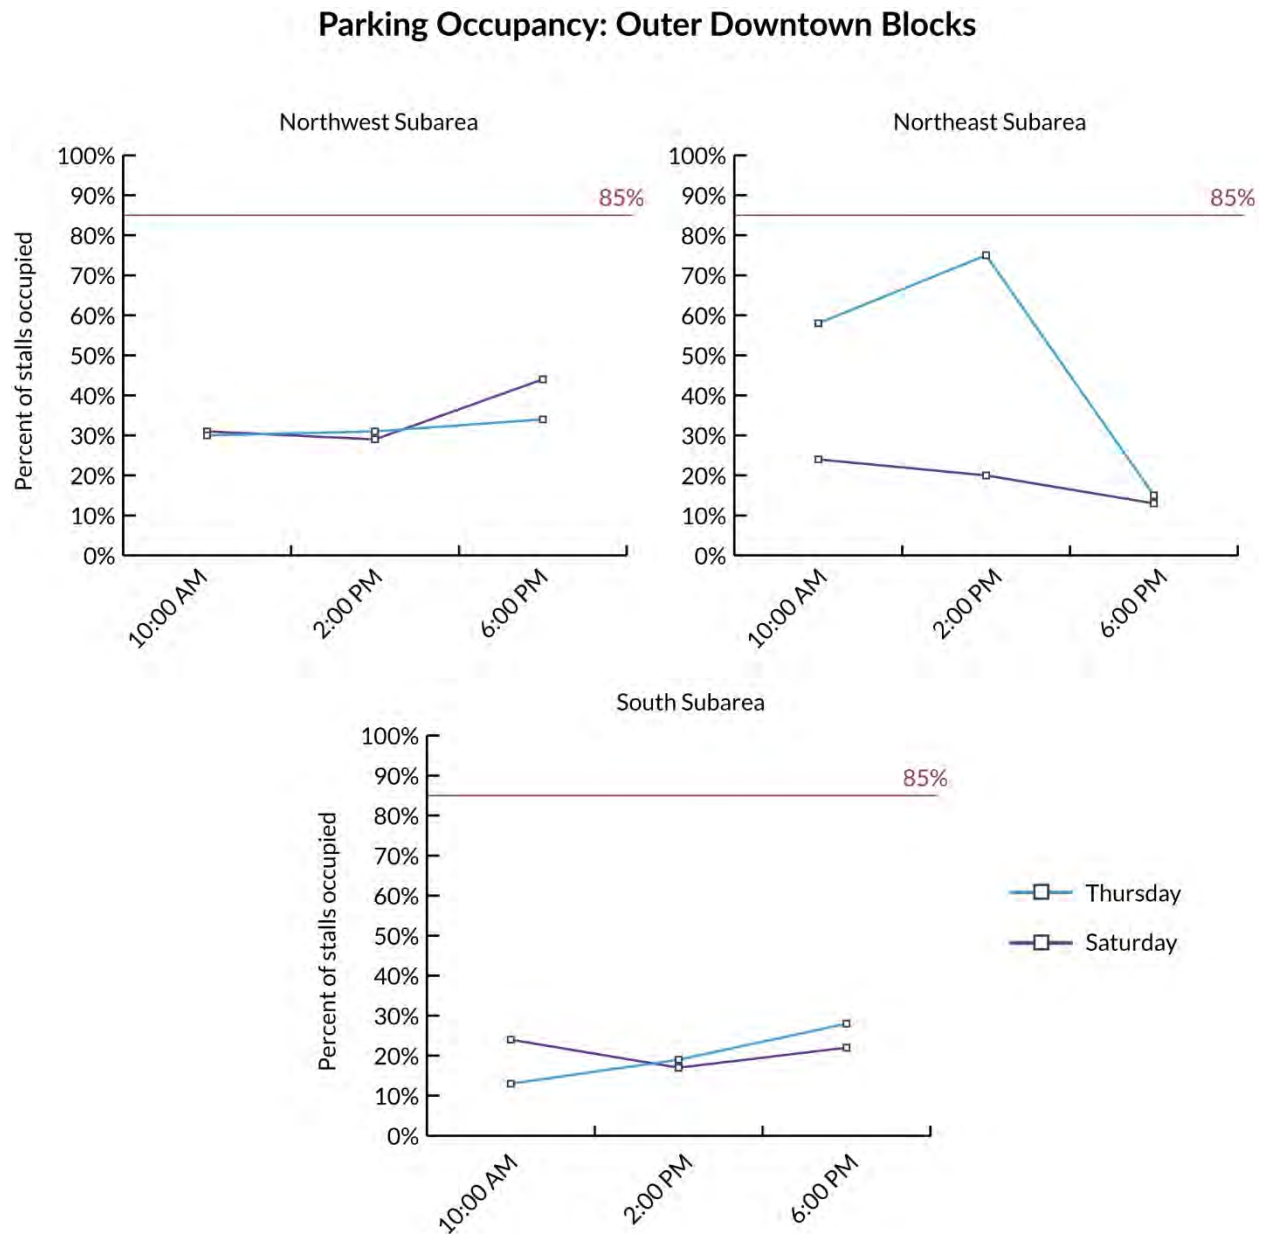 Parking Occupancy: Outer Downtown Blocks
Northwest Subarea
Percent of stalls occupied
100%
90%
80%
70%
60%
50%
40%
30%
20%
10%
0%
85%
10:00 AM
2:00 PM
6:00 PM
Northeast Subarea
100%
90%
80%
70%
60%
50%
40%
30%
20%
10%
0%
85%
10:00 AM
2:00 PM
6:00 PM
South Subarea
Percent of stalls occupied
100%
90%
80%
70%
60%
50%
40%
30%
20%
10%
0%
85%
10:00 AM
2:00 PM
6:00 PM
Thursday
Saturday